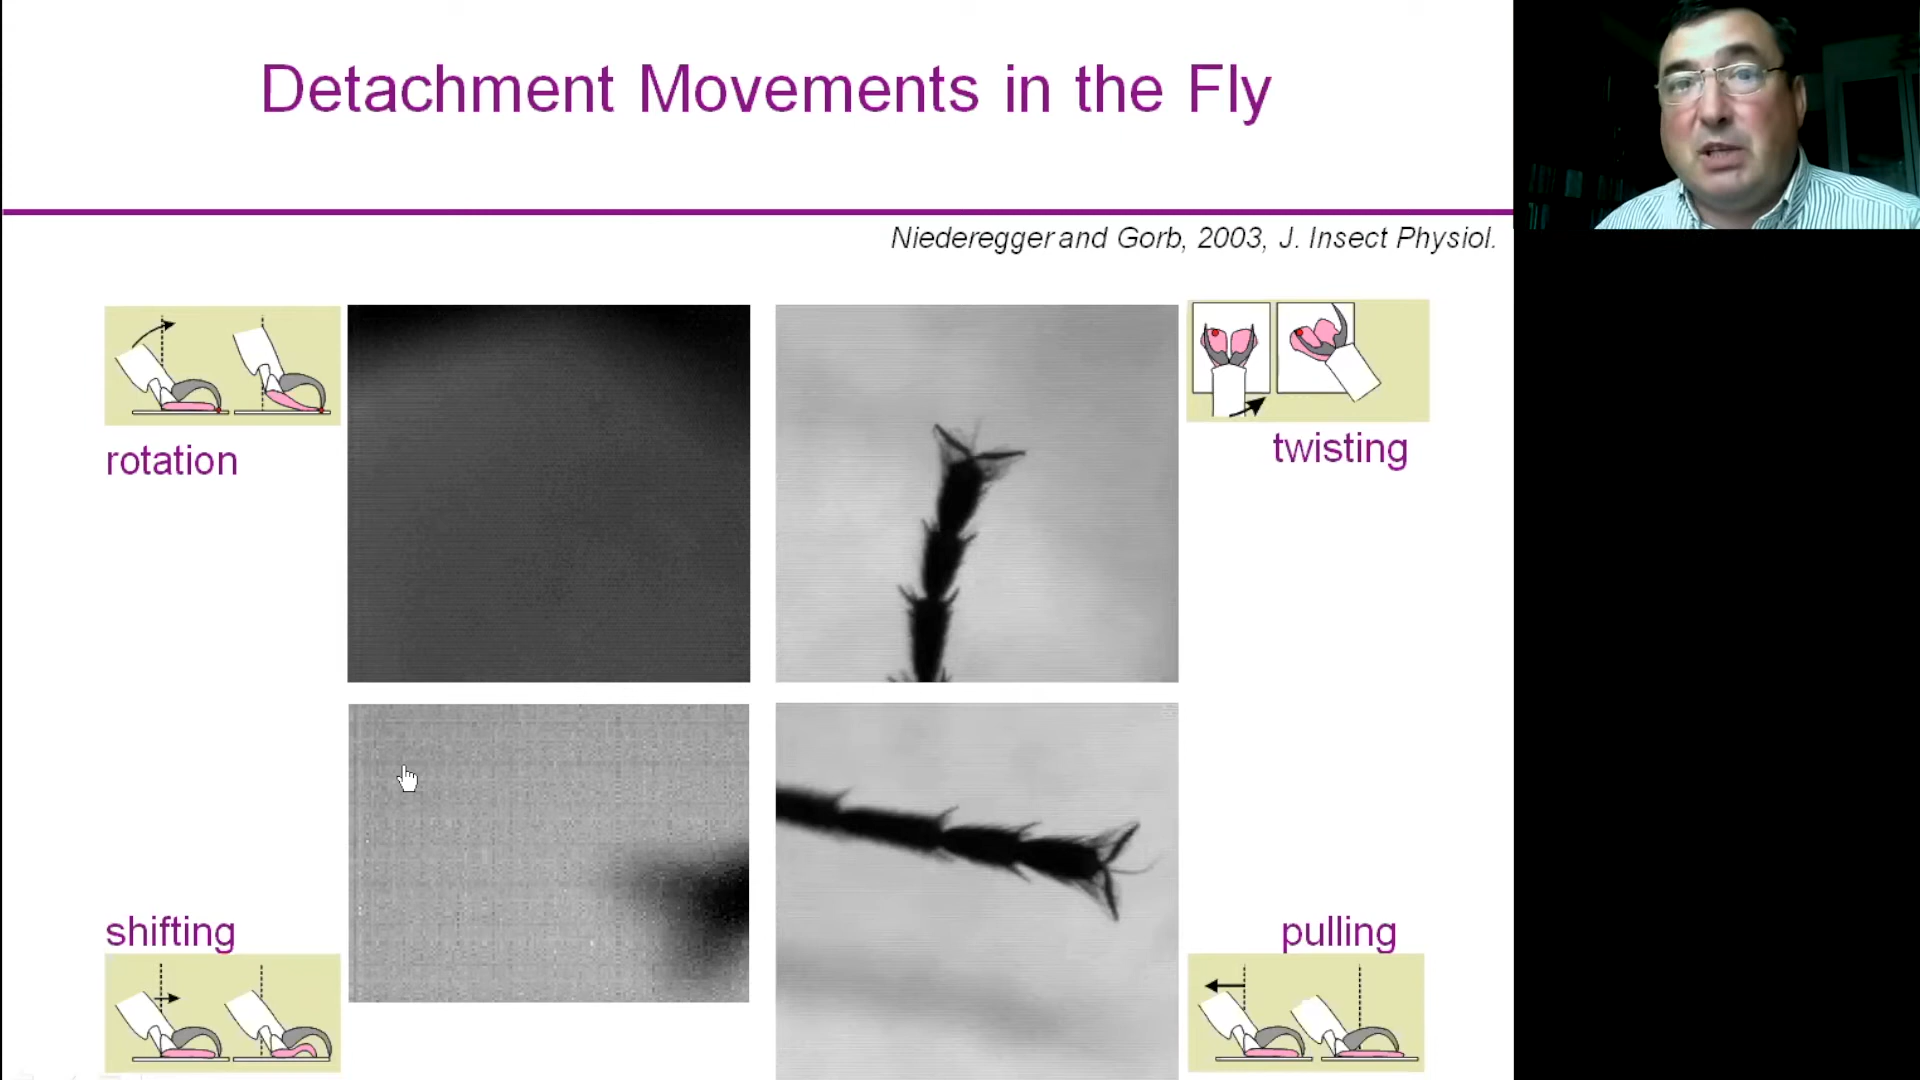 Detachment Movements in the Fly
Niederegger and Gorb, 2003, J. Insect Physiol.
rotation
twisting
shifting
pulling